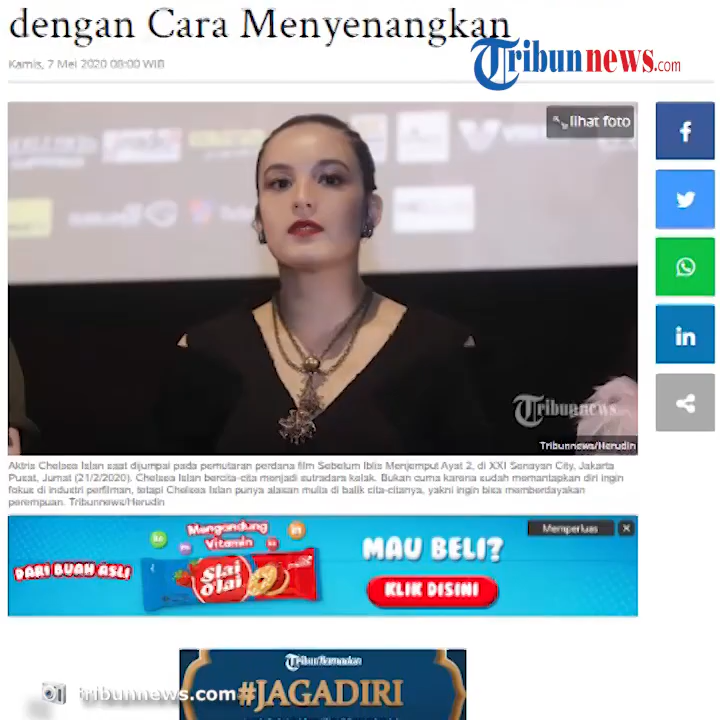 dengan Cara Menyenangkan
Kamis, 7 Mei 2020 08:00 WIB
Tribunnews.com
lihat foto
Tribunnews
Tribunnews/Herudin
Aktris Chelsea Islan saat dijumpai pada pemutaran perdana film Sebelum Iblis Menjemput Ayat 2, di XXI Senayan City, Jakarta
Pusat, Jumat (21/2/2020). Chelsea Islan bercita-cita menjadi sutradara kelak. Bukan cuma karena sudah memantapkan diri ingin
fokus di industri perfilman, tetapi Chelsea Islan punya alasan mulia di balik cita-citanya, yakni ingin bisa memberdayakan
perempuan. Tribunnews/Herudin
Memperluas
Mengandung
Vitamin
DARI BUAH ASLI
Slai
O'lai
MAU BELI?
KLIK DISINI
TribunRamadan
#JAGADIRI
tribunnews.com